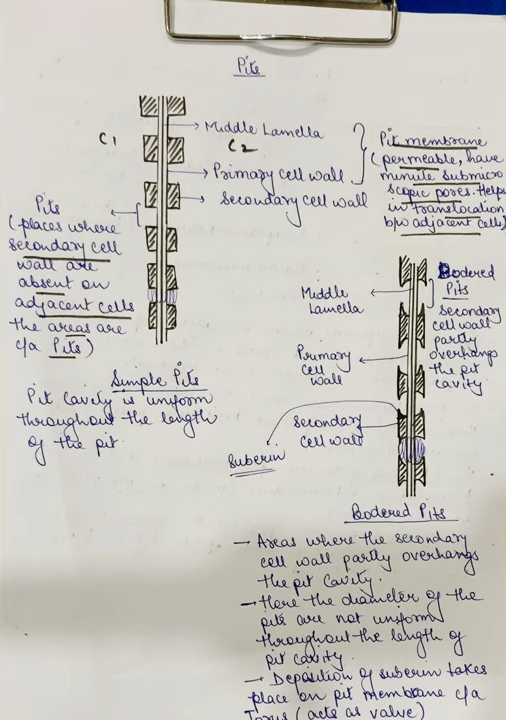 Pits
C1
C2
Middle Lamella
Primary cell wall
Secondary cell wall
Pit membrane
(permeable, have
minute submicro
scopic pores. Helps
in translocation
b/w adjacent cells)
Pits
(places where
secondary cell
wall are
absent on
adjacent cells
the areas are
c/a Pits)
Simple Pits
Pit cavity is uniform
throughout the length
of the pit.
Middle
Lamella
Primary
cell
wall
Secondary
cell wall
Suberin
Bodered
Pits
Secondary
cell wall
partly
overhangs
the pit
cavity
Bodered Pits
→ Areas where the secondary
cell wall partly overhangs
the pit cavity.
→ Here the diameter of the
pits are not uniform
throughout the length of
pit cavity.
→ Deposition of suberin takes
place on pit membrane c/a
Torus (acts as valve)